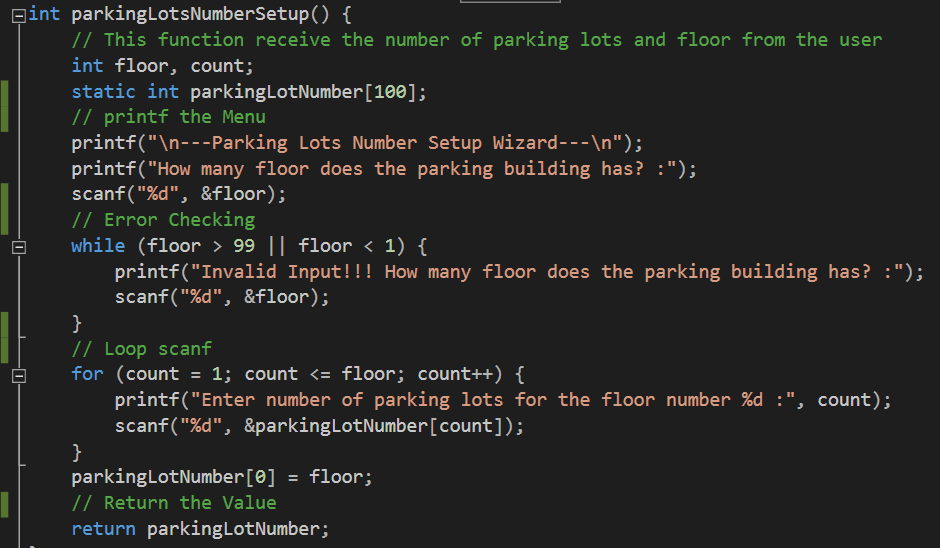 int parkingLotsNumberSetup() {
// This function receive the number of parking lots and floor from the user
int floor, count;
static int parkingLotNumber[100];
// printf the Menu
printf("\n---Parking Lots Number Setup Wizard---\n");
printf("How many floor does the parking building has? :");
scanf("%d", &floor);
// Error Checking
while (floor > 99 || floor < 1) {
printf("Invalid Input!!! How many floor does the parking building has? :");
scanf("%d", &floor);
}
// Loop scanf
for (count = 1; count <= floor; count++) {
printf("Enter number of parking lots for the floor number %d :", count);
scanf("%d", &parkingLotNumber[count]);
}
parkingLotNumber[0] = floor;
// Return the Value
return parkingLotNumber;